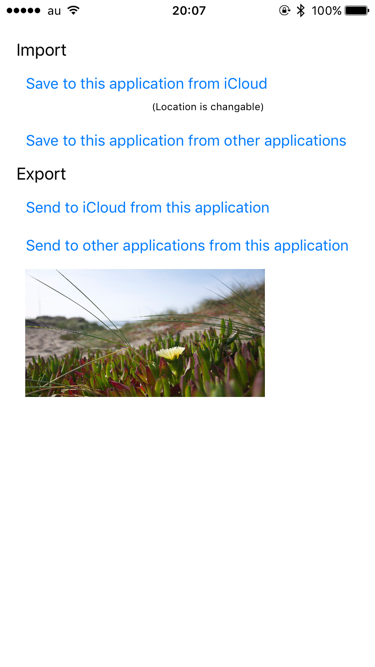 au 20:07 100%
Import
Save to this application from iCloud
(Location is changable)
Save to this application from other applications
Export
Send to iCloud from this application
Send to other applications from this application